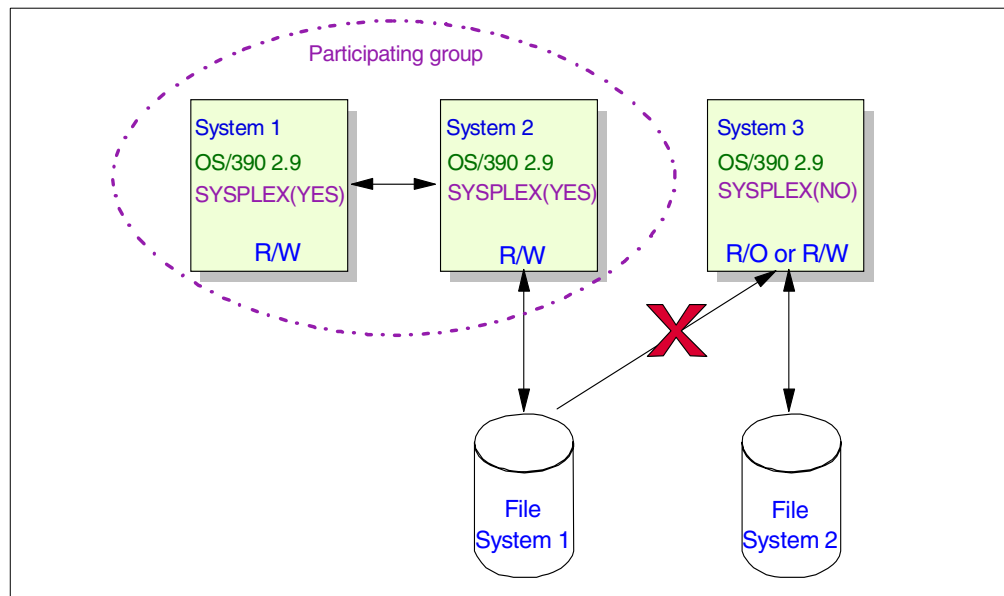 Participating group
System 1
OS/390 2.9
SYSPLEX(YES)
R/W
System 2
OS/390 2.9
SYSPLEX(YES)
R/W
System 3
OS/390 2.9
SYSPLEX(NO)
R/O or R/W
File
System 1
File
System 2